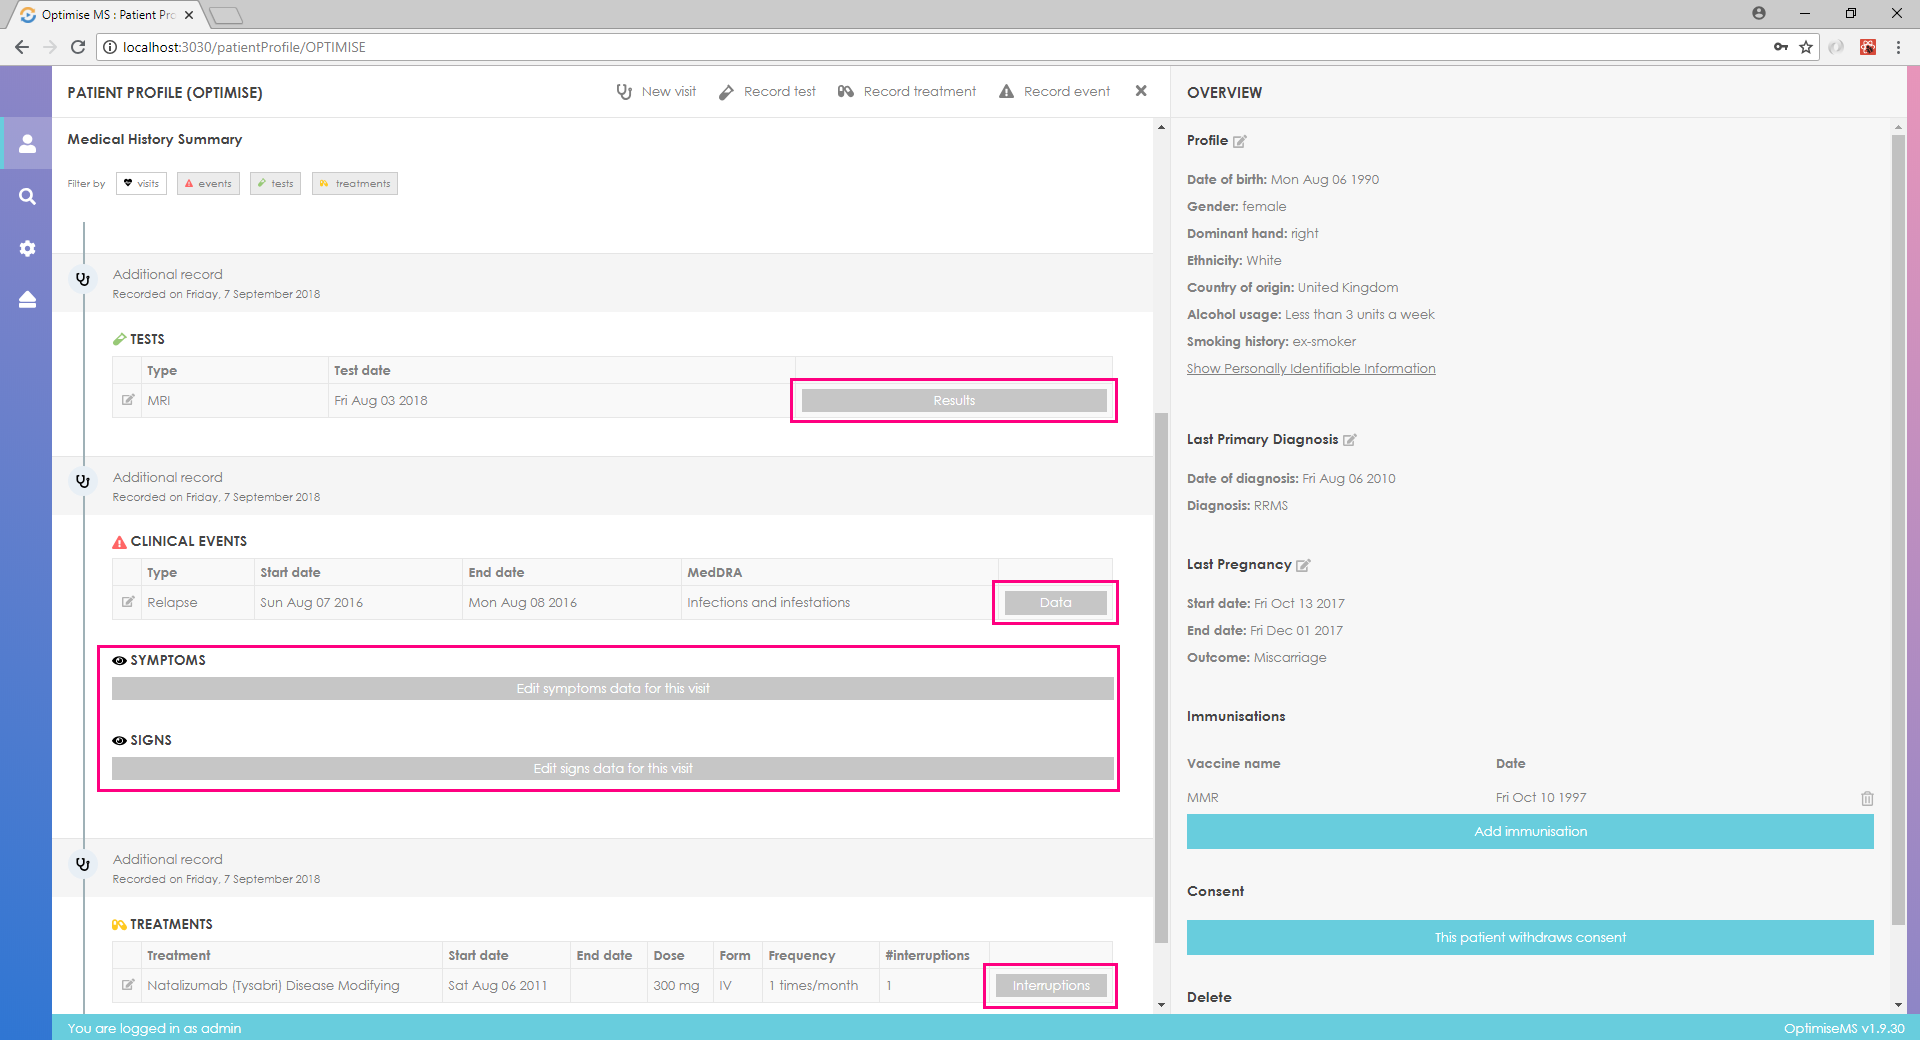 Optimise MS : Patient Pro
localhost:3030/patientProfile/OPTIMISE
PATIENT PROFILE (OPTIMISE)
New visit
Record test
Record treatment
Record event
Medical History Summary
Filter by
visits
events
tests
treatments
Additional record
Recorded on Friday, 7 September 2018
TESTS
Type
Test date
MRI
Fri Aug 03 2018
Results
Additional record
Recorded on Friday, 7 September 2018
CLINICAL EVENTS
Type
Start date
End date
MedDRA
Relapse
Sun Aug 07 2016
Mon Aug 08 2016
Infections and infestations
Data
SYMPTOMS
Edit symptoms data for this visit
SIGNS
Edit signs data for this visit
Additional record
Recorded on Friday, 7 September 2018
TREATMENTS
Treatment
Start date
End date
Dose
Form
Frequency
#interruptions
Natalizumab (Tysabri) Disease Modifying
Sat Aug 06 2011
300 mg
IV
1 times/month
1
Interruptions
OVERVIEW
Profile
Date of birth: Mon Aug 06 1990
Gender: female
Dominant hand: right
Ethnicity: White
Country of origin: United Kingdom
Alcohol usage: Less than 3 units a week
Smoking history: ex-smoker
Show Personally Identifiable Information
Last Primary Diagnosis
Date of diagnosis: Fri Aug 06 2010
Diagnosis: RRMS
Last Pregnancy
Start date: Fri Oct 13 2017
End date: Fri Dec 01 2017
Outcome: Miscarriage
Immunisations
Vaccine name
Date
MMR
Fri Oct 10 1997
Add immunisation
Consent
This patient withdraws consent
Delete
You are logged in as admin
OptimiseMS v1.9.30